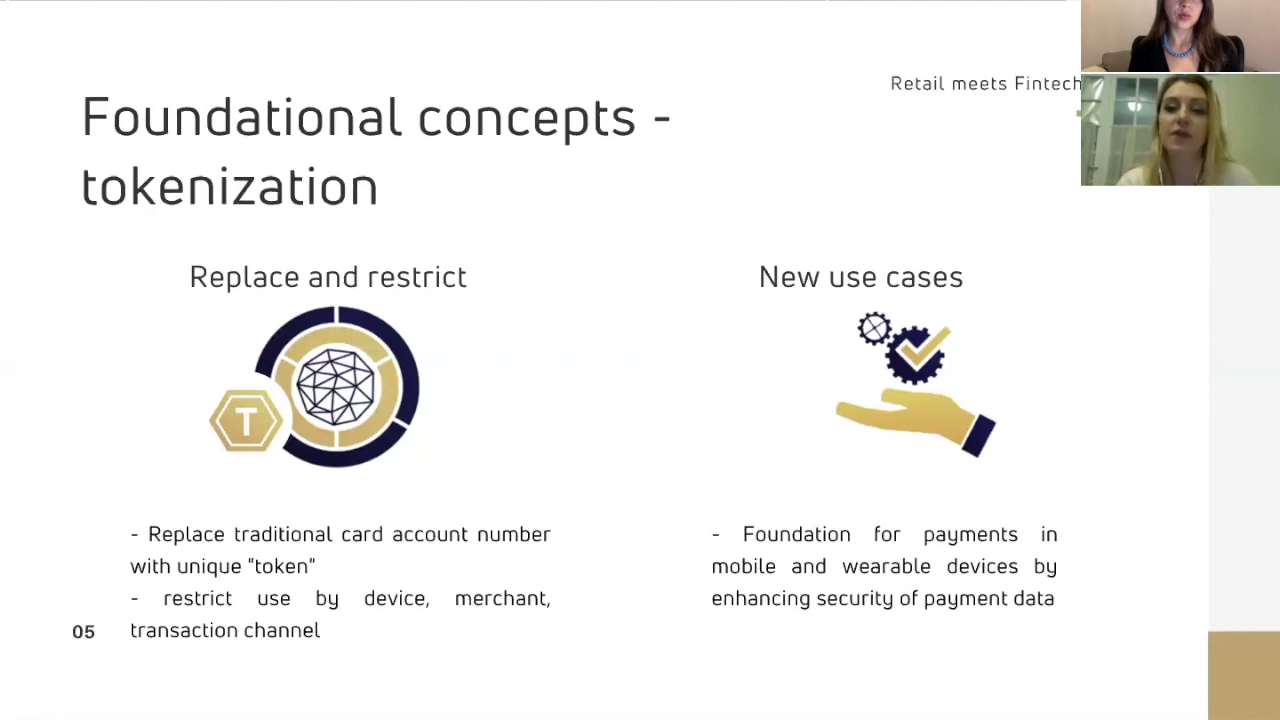 Retail meets Fintech
Foundational concepts -
tokenization
Replace and restrict
T
- Replace traditional card account number
with unique "token"
- restrict use by device, merchant,
transaction channel
New use cases
- Foundation for payments in
mobile and wearable devices by
enhancing security of payment data
05